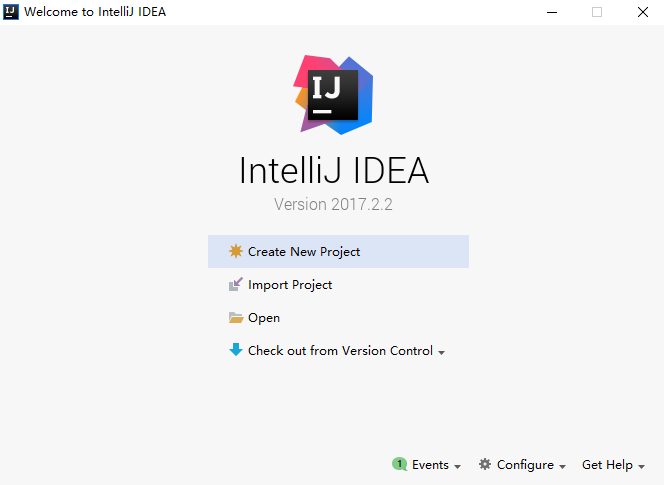 Welcome to IntelliJ IDEA
IJ
IJ
IntelliJ IDEA
Version 2017.2.2
Create New Project
Import Project
Open
Check out from Version Control
1 Events
Configure
Get Help